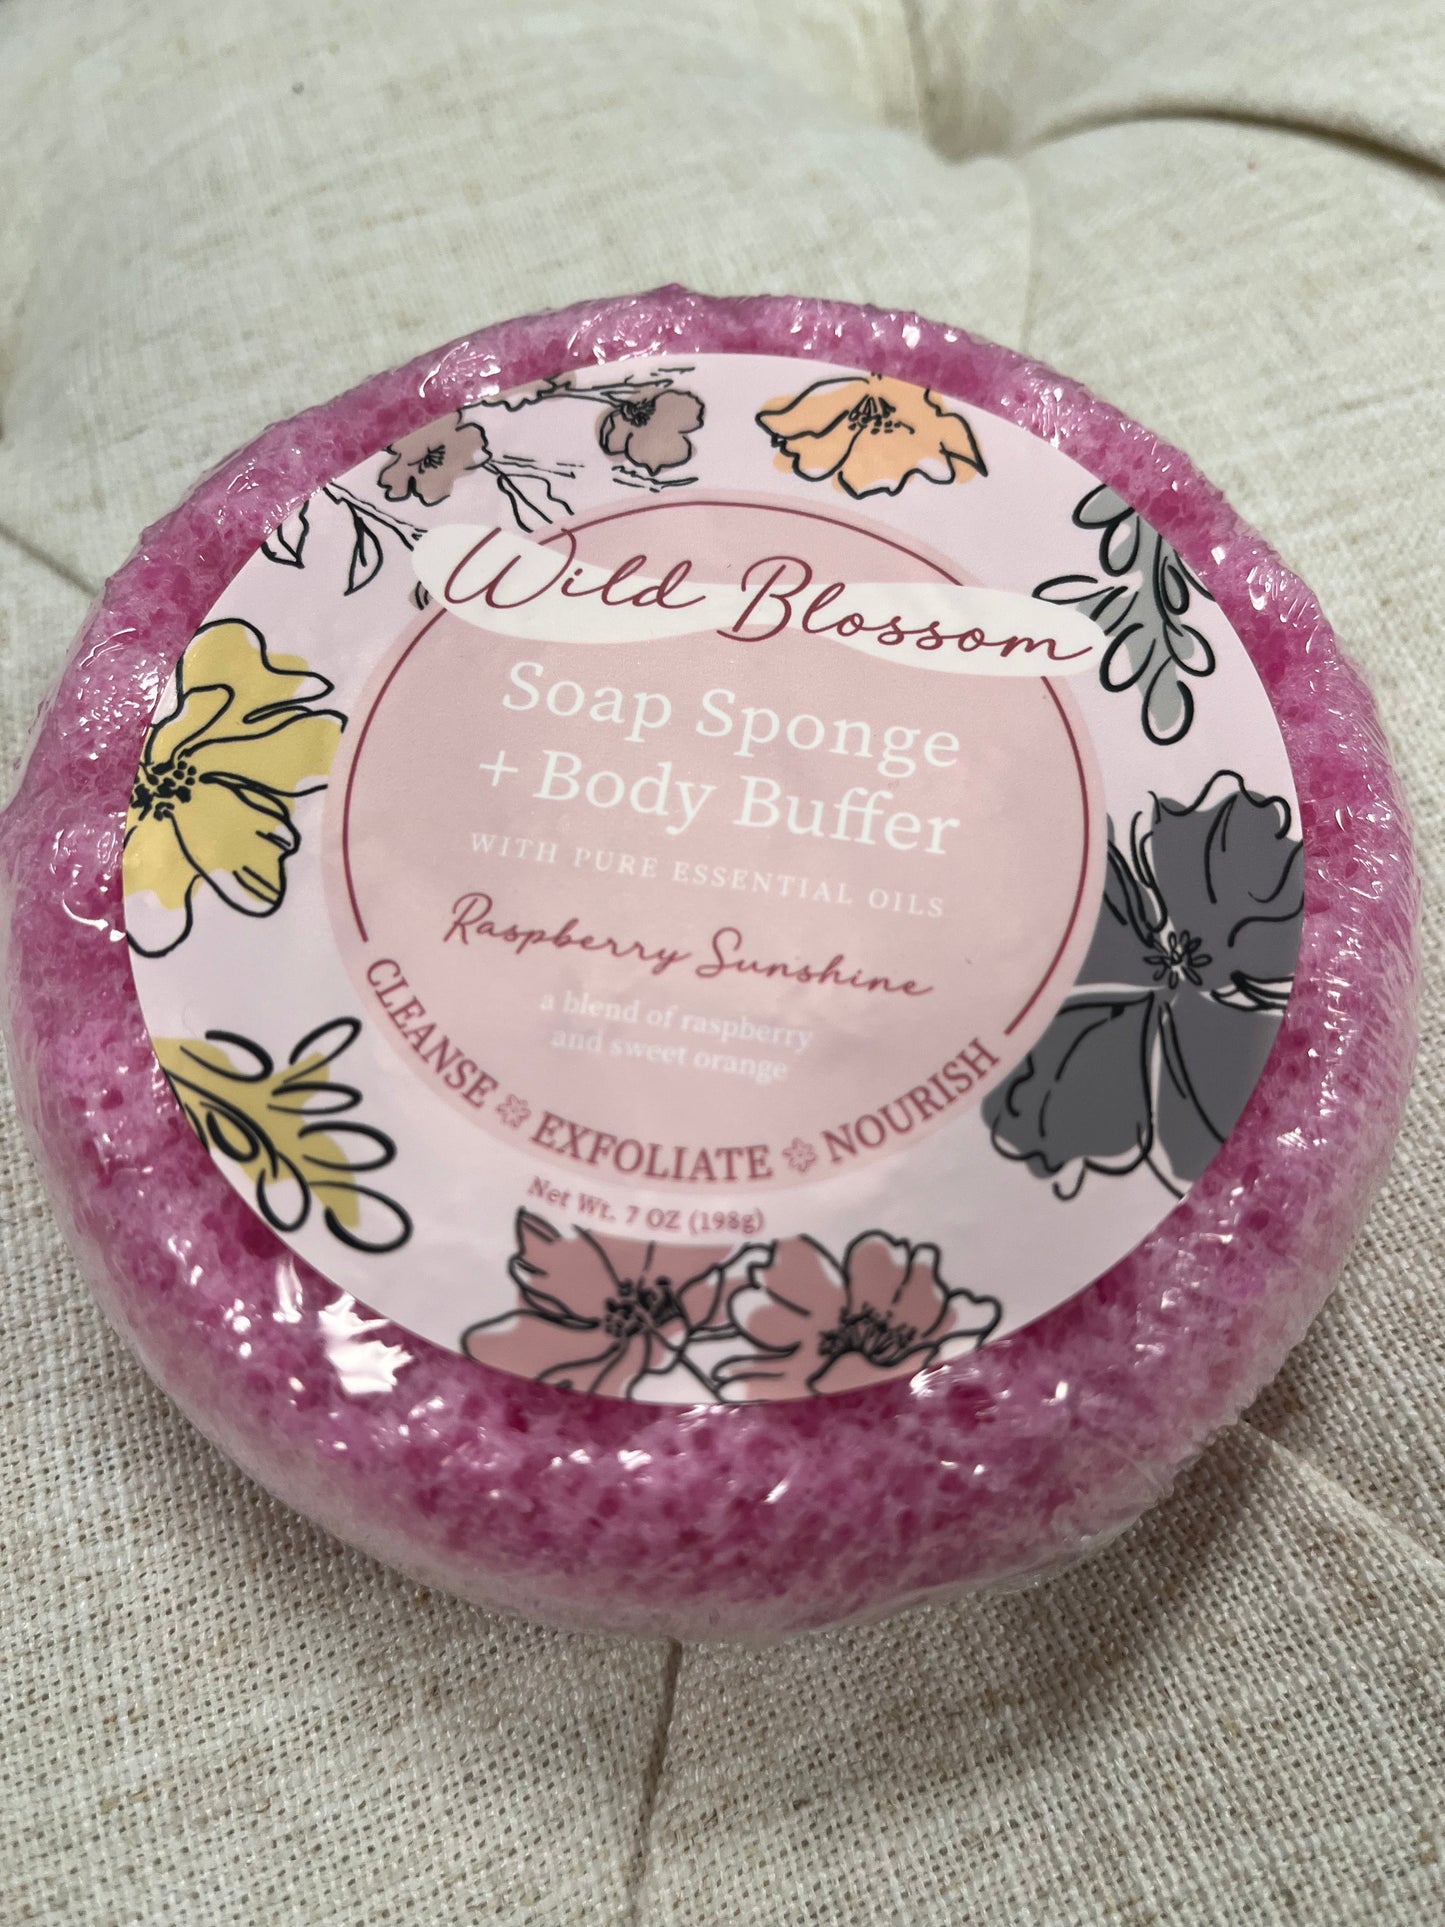 Wild Blossom
Soap Sponge
+ Body Buffer
WITH PURE ESSENTIAL OILS
Raspberry Sunshine
a blend of raspberry
and sweet orange
CLEANSE EXFOLIATE NOURISH
Net Wt. 7 OZ (198g)